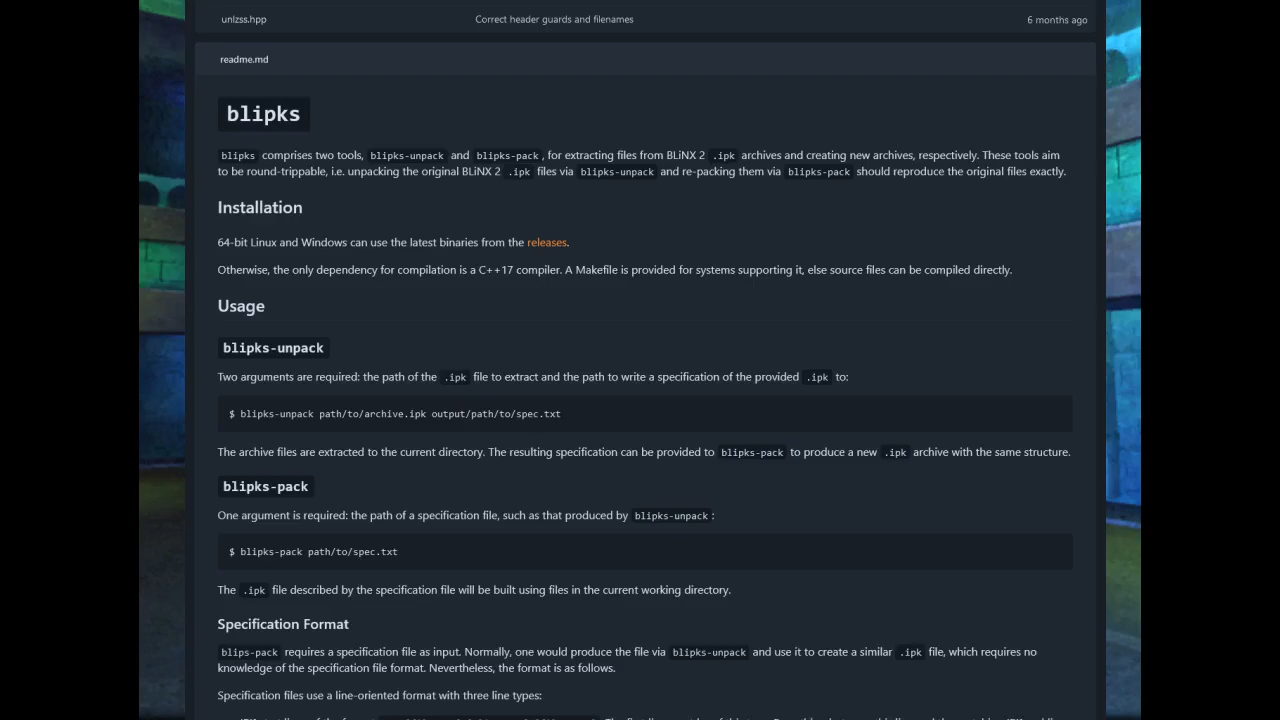 unlzss.hpp Correct header guards and filenames 6 months ago
readme.md
blipks
blipks comprises two tools, blipks-unpack and blipks-pack, for extracting files from BLiNX 2 .ipk archives and creating new archives, respectively. These tools aim
to be round-trippable, i.e. unpacking the original BLiNX 2 .ipk files via blipks-unpack and re-packing them via blipks-pack should reproduce the original files exactly.
Installation
64-bit Linux and Windows can use the latest binaries from the releases.
Otherwise, the only dependency for compilation is a C++17 compiler. A Makefile is provided for systems supporting it, else source files can be compiled directly.
Usage
blipks-unpack
Two arguments are required: the path of the .ipk file to extract and the path to write a specification of the provided .ipk to:
$ blipks-unpack path/to/archive.ipk output/path/to/spec.txt
The archive files are extracted to the current directory. The resulting specification can be provided to blipks-pack to produce a new .ipk archive with the same structure.
blipks-pack
One argument is required: the path of a specification file, such as that produced by blipks-unpack:
$ blipks-pack path/to/spec.txt
The .ipk file described by the specification file will be built using files in the current working directory.
Specification Format
blips-pack requires a specification file as input. Normally, one would produce the file via blipks-unpack and use it to create a similar .ipk file, which requires no
knowledge of the specification file format. Nevertheless, the format is as follows.
Specification files use a line-oriented format with three line types: